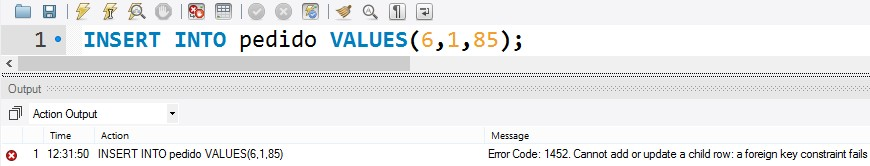 1 INSERT INTO pedido VALUES(6,1,85);
Output
Action Output
Time Action Message
1 12:31:50 INSERT INTO pedido VALUES(6,1,85) Error Code: 1452. Cannot add or update a child row: a foreign key constraint fails